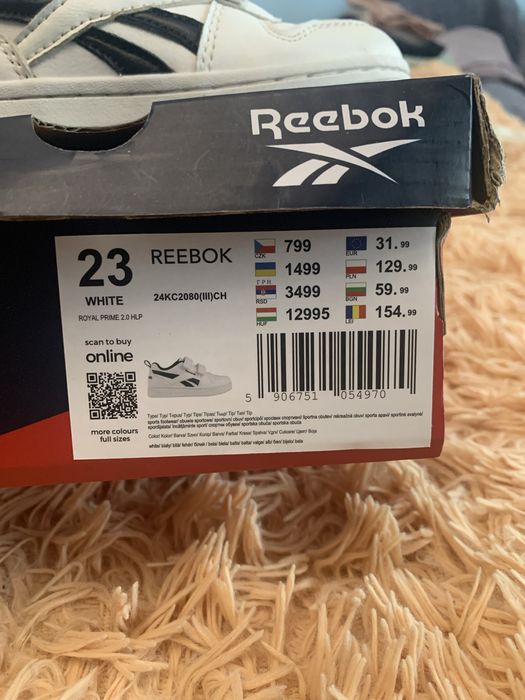 Reebok
23
WHITE
REEBOK
24KC2080(III)CH
ROYAL PRIME 2.0 HLP
CZK 799
ГРН 1499
RSD 3499
HUF 12995
EUR 31.99
PLN 129.99
BGN 59.99
LEI 154.99
scan to buy
online
more colours
full sizes
5 906751 054970